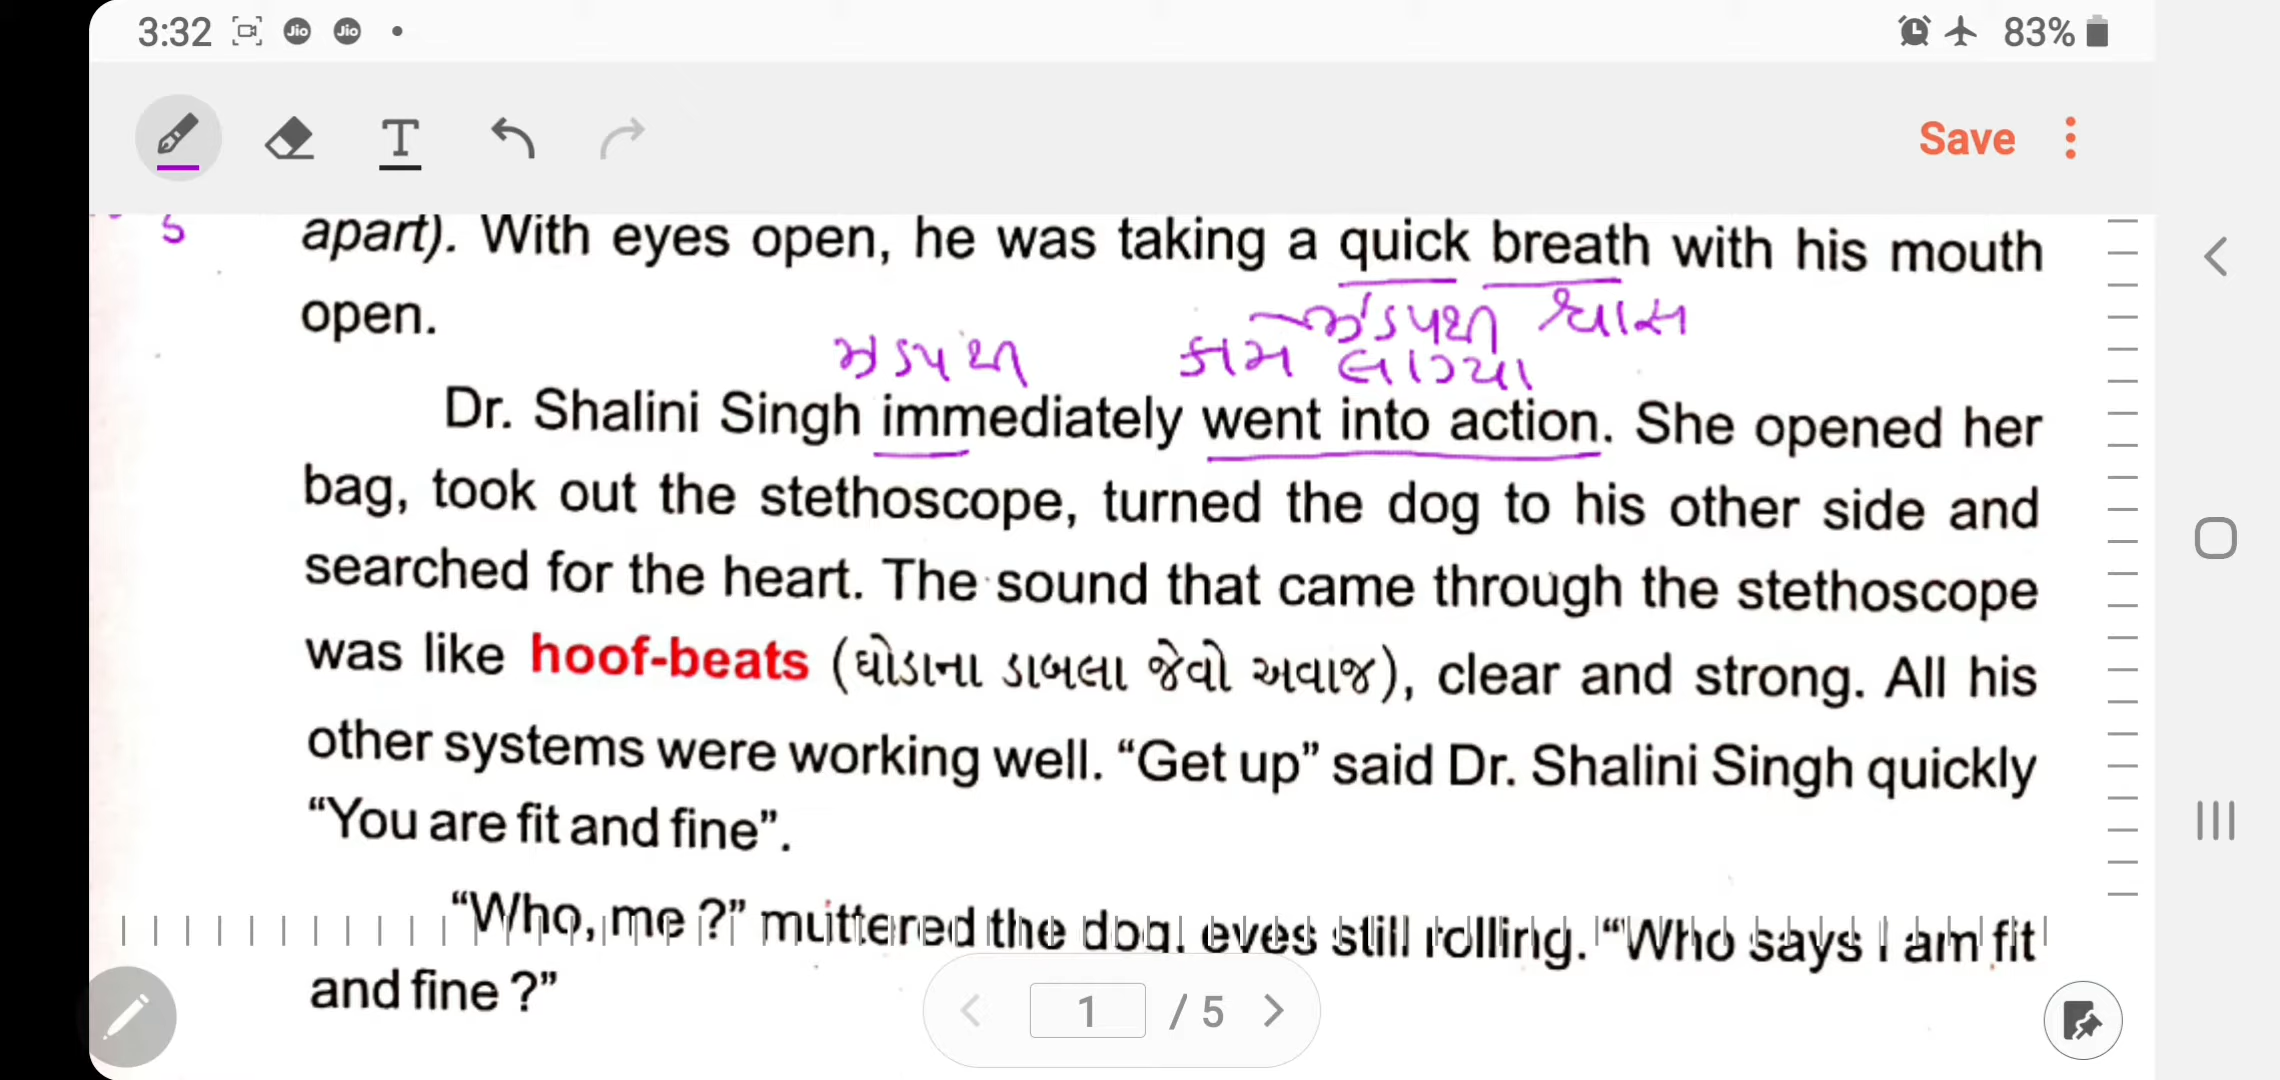 3:32 Jio Jio 83%
T Save
apart). With eyes open, he was taking a quick breath with his mouth
open.
ઝડપથી શ્વાસ
ઝડપથી કામ લાગ્યા
Dr. Shalini Singh immediately went into action. She opened her
bag, took out the stethoscope, turned the dog to his other side and
searched for the heart. The sound that came through the stethoscope
was like hoof-beats (ઘોડાના ડાબલા જેવો અવાજ), clear and strong. All his
other systems were working well. “Get up” said Dr. Shalini Singh quickly
“You are fit and fine”.
“Who, me ?” muttered the dog, eyes still rolling. “Who says I am fit
and fine ?”
1 / 5